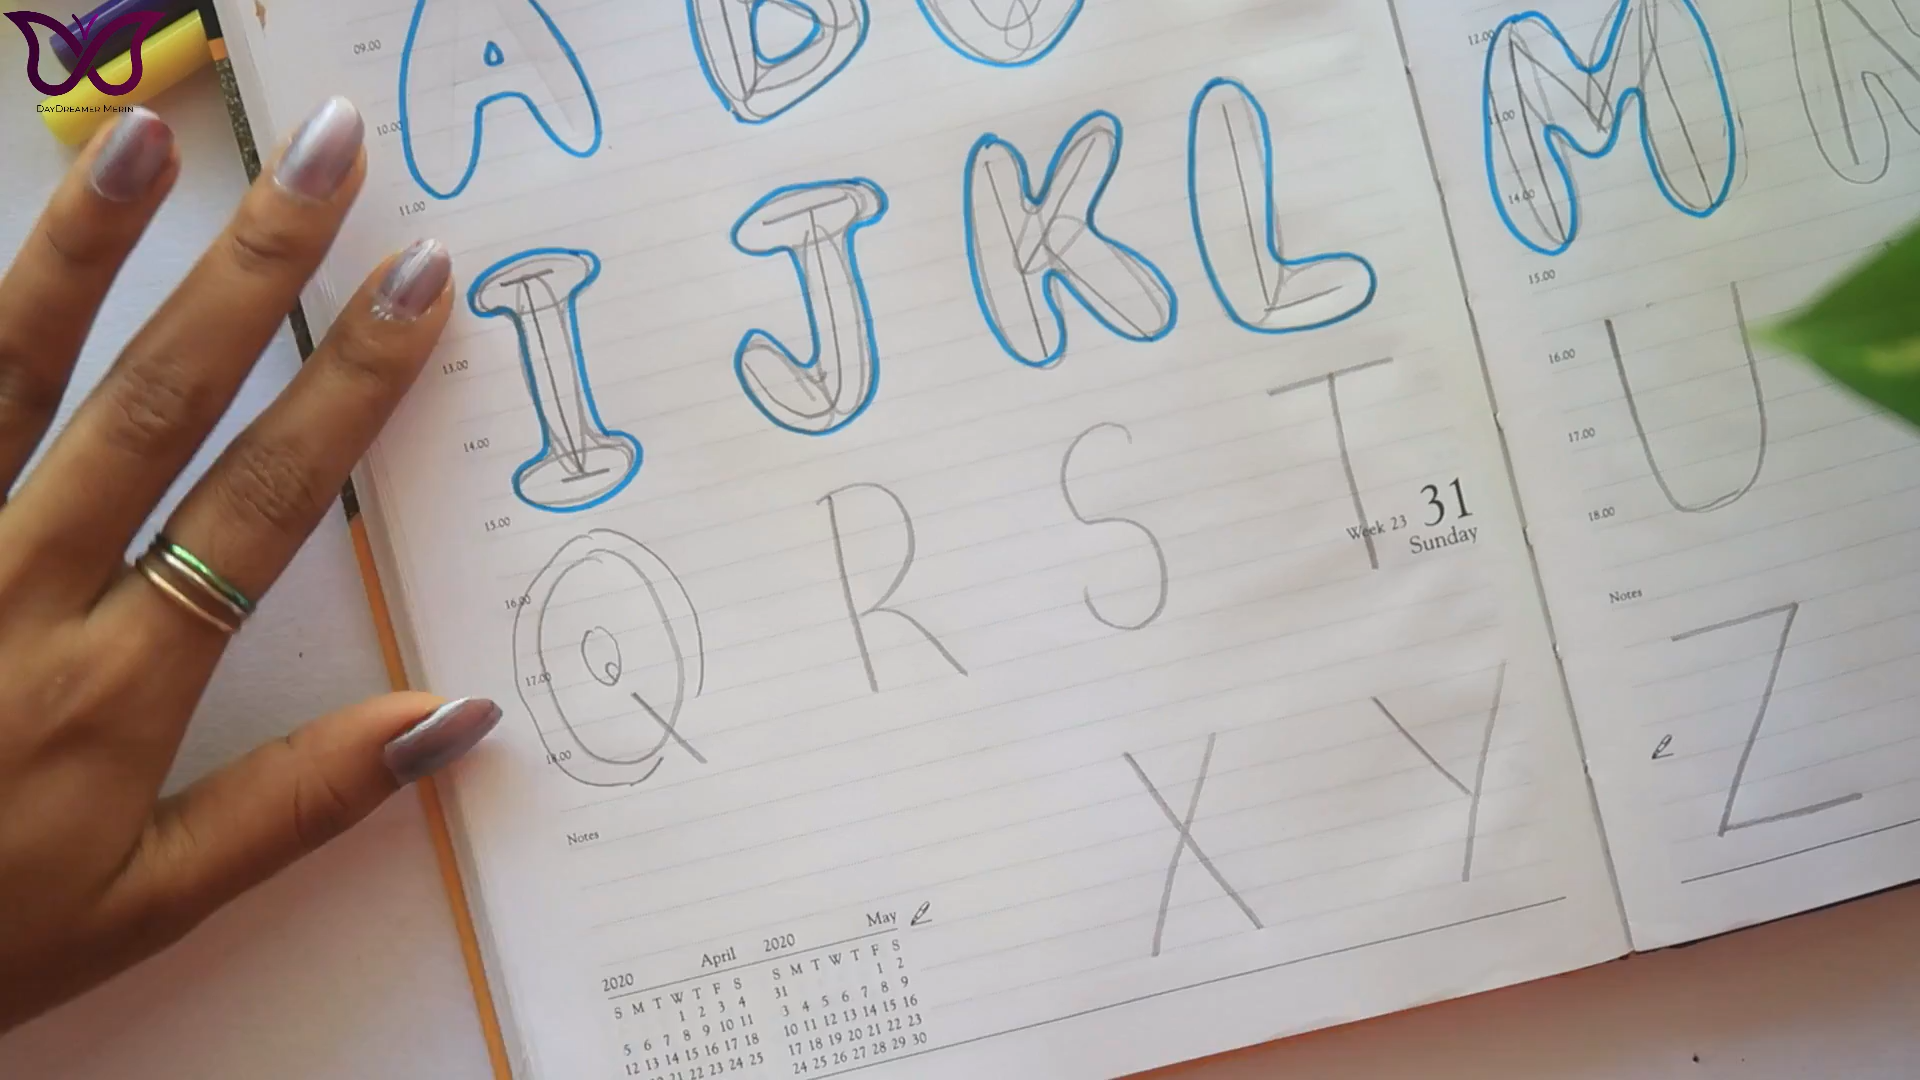 DAYDREAMER MERIN
09.00
10.00
11.00
A B
I J K L
13.00
14.00
15.00
Q R S T
16.00
17.00
18.00
Week 23 31
Sunday
X Y
Notes
2020 April
S M T W T F S
1 2 3 4
5 6 7 8 9 10 11
12 13 14 15 16 17 18
21 22 23 24 25
2020 May
S M T W T F S
31 1 2
3 4 5 6 7 8 9
10 11 12 13 14 15 16
17 18 19 20 21 22 23
24 25 26 27 28 29 30
12.00
13.00
14.00
M
15.00
16.00
17.00
18.00
U
Notes
Z